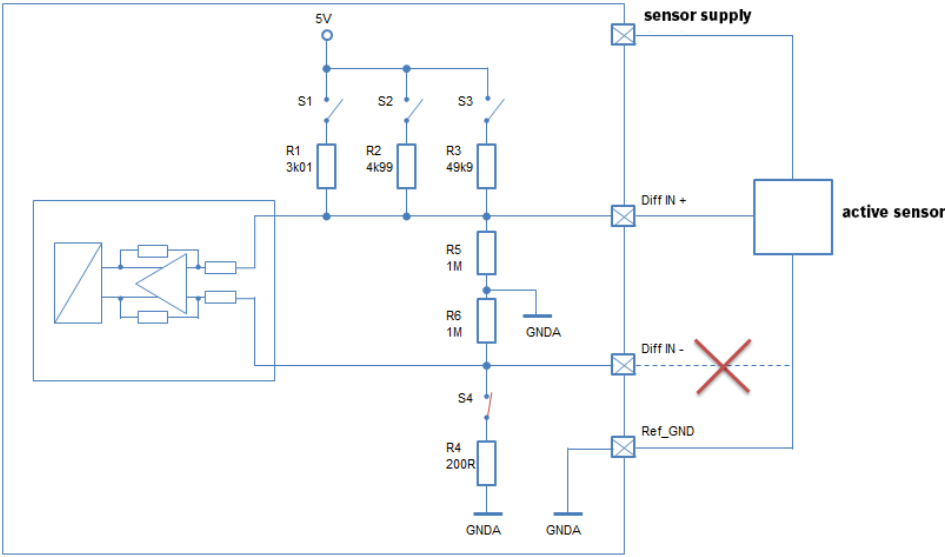 sensor supply
5V
S1
S2
S3
R1
3k01
R2
4k99
R3
49k9
Diff IN +
active sensor
R5
1M
R6
1M
GNDA
Diff IN -
S4
Ref_GND
R4
200R
GNDA
GNDA